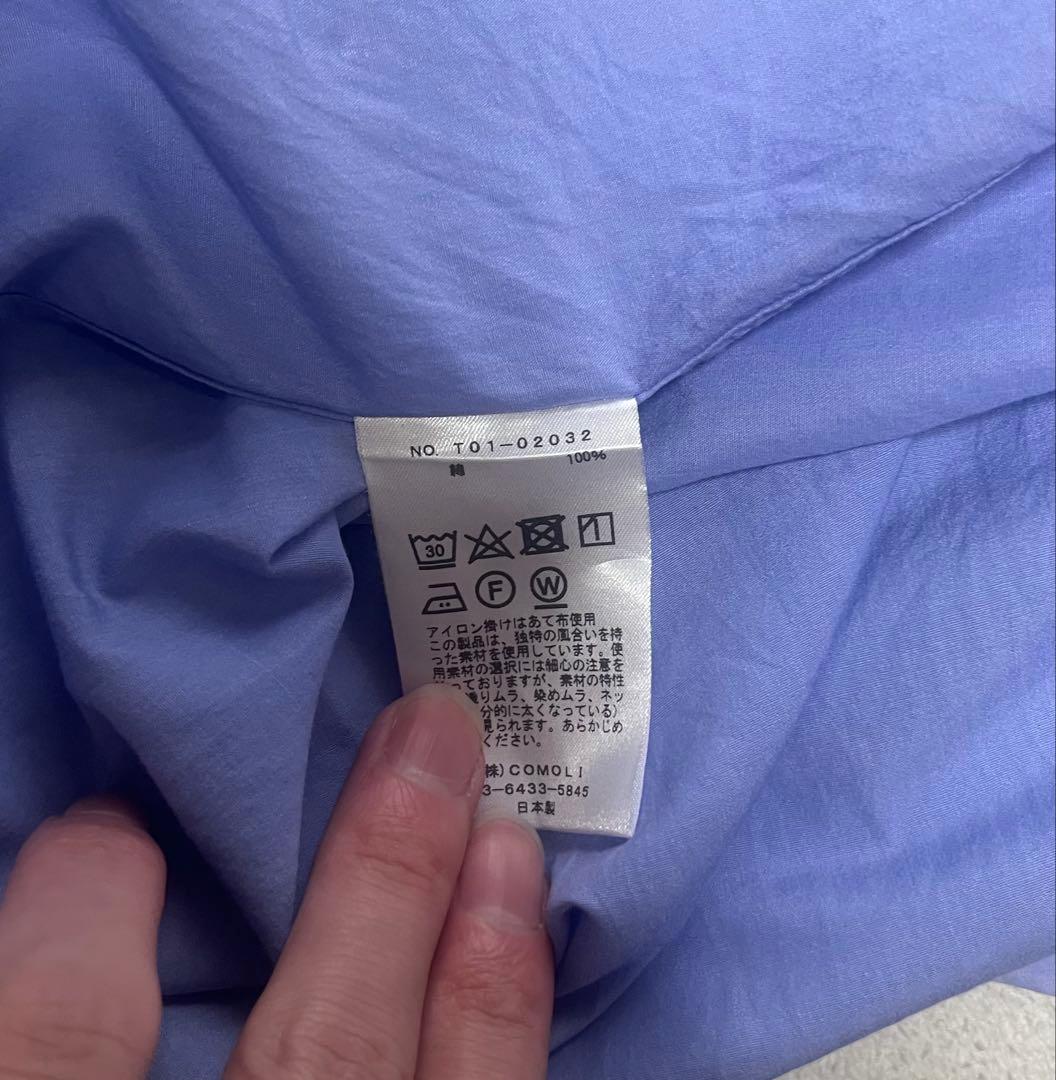 NO. T01-02032
綿 100%
30
F W
アイロン掛けはあて布使用
この製品は、独特の風合いを持
った素材を使用しています。使
用素材の選択には細心の注意を
っておりますが、素材の特性
りムラ、染めムラ、ネッ
分的に太くなっている)
見られます。あらかじめ
ください。
株)COMOLI
3-6433-5845
日本製